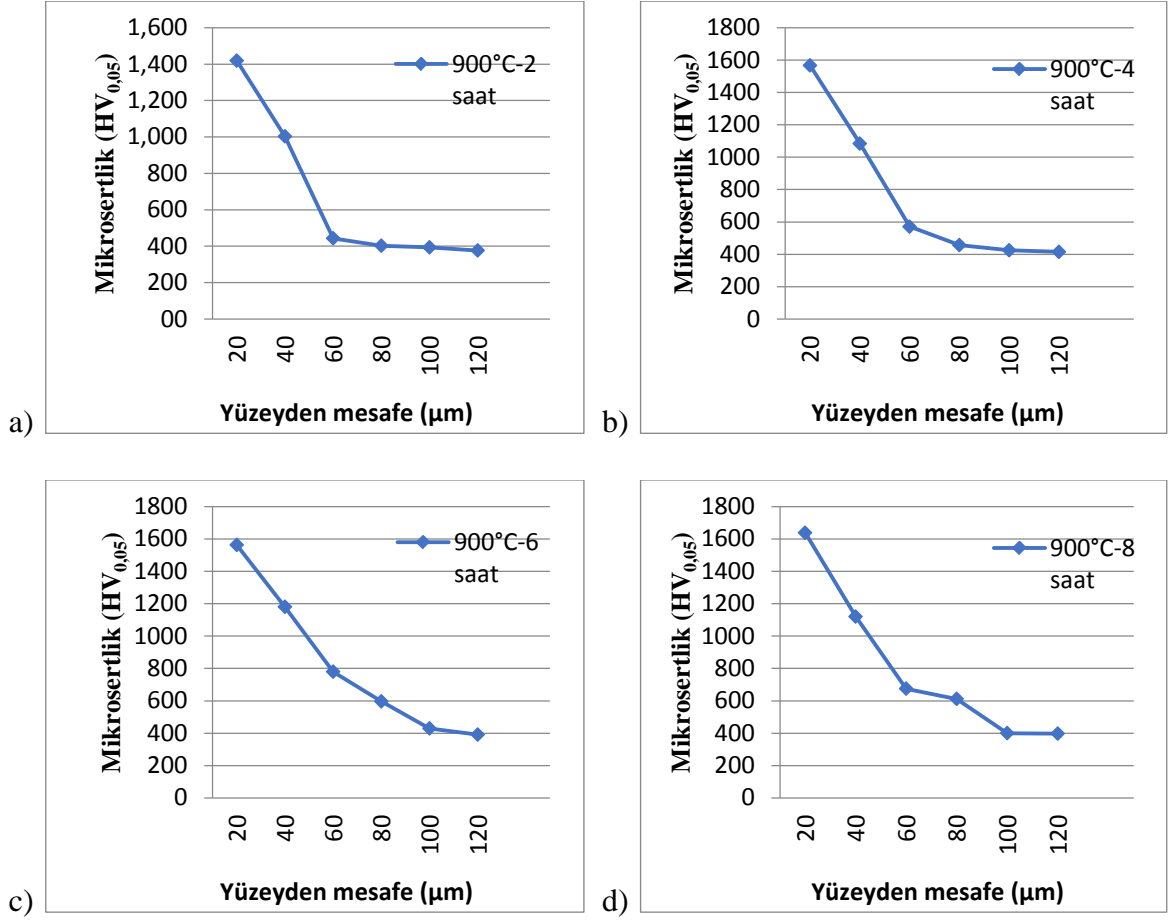 Mikrosertlik (HV0,05)
1,600
1,400
1,200
1,000
800
600
400
200
00
900°C-2
saat
20 40 60 80 100 120
Yüzeyden mesafe (µm)
a)
Mikrosertlik (HV0,05)
1800
1600
1400
1200
1000
800
600
400
200
0
900°C-4
saat
20 40 60 80 100 120
Yüzeyden mesafe (µm)
b)
Mikrosertlik (HV0,05)
1800
1600
1400
1200
1000
800
600
400
200
0
900°C-6
saat
20 40 60 80 100 120
Yüzeyden mesafe (µm)
c)
Mikrosertlik (HV0,05)
1800
1600
1400
1200
1000
800
600
400
200
0
900°C-8
saat
20 40 60 80 100 120
Yüzeyden mesafe (µm)
d)